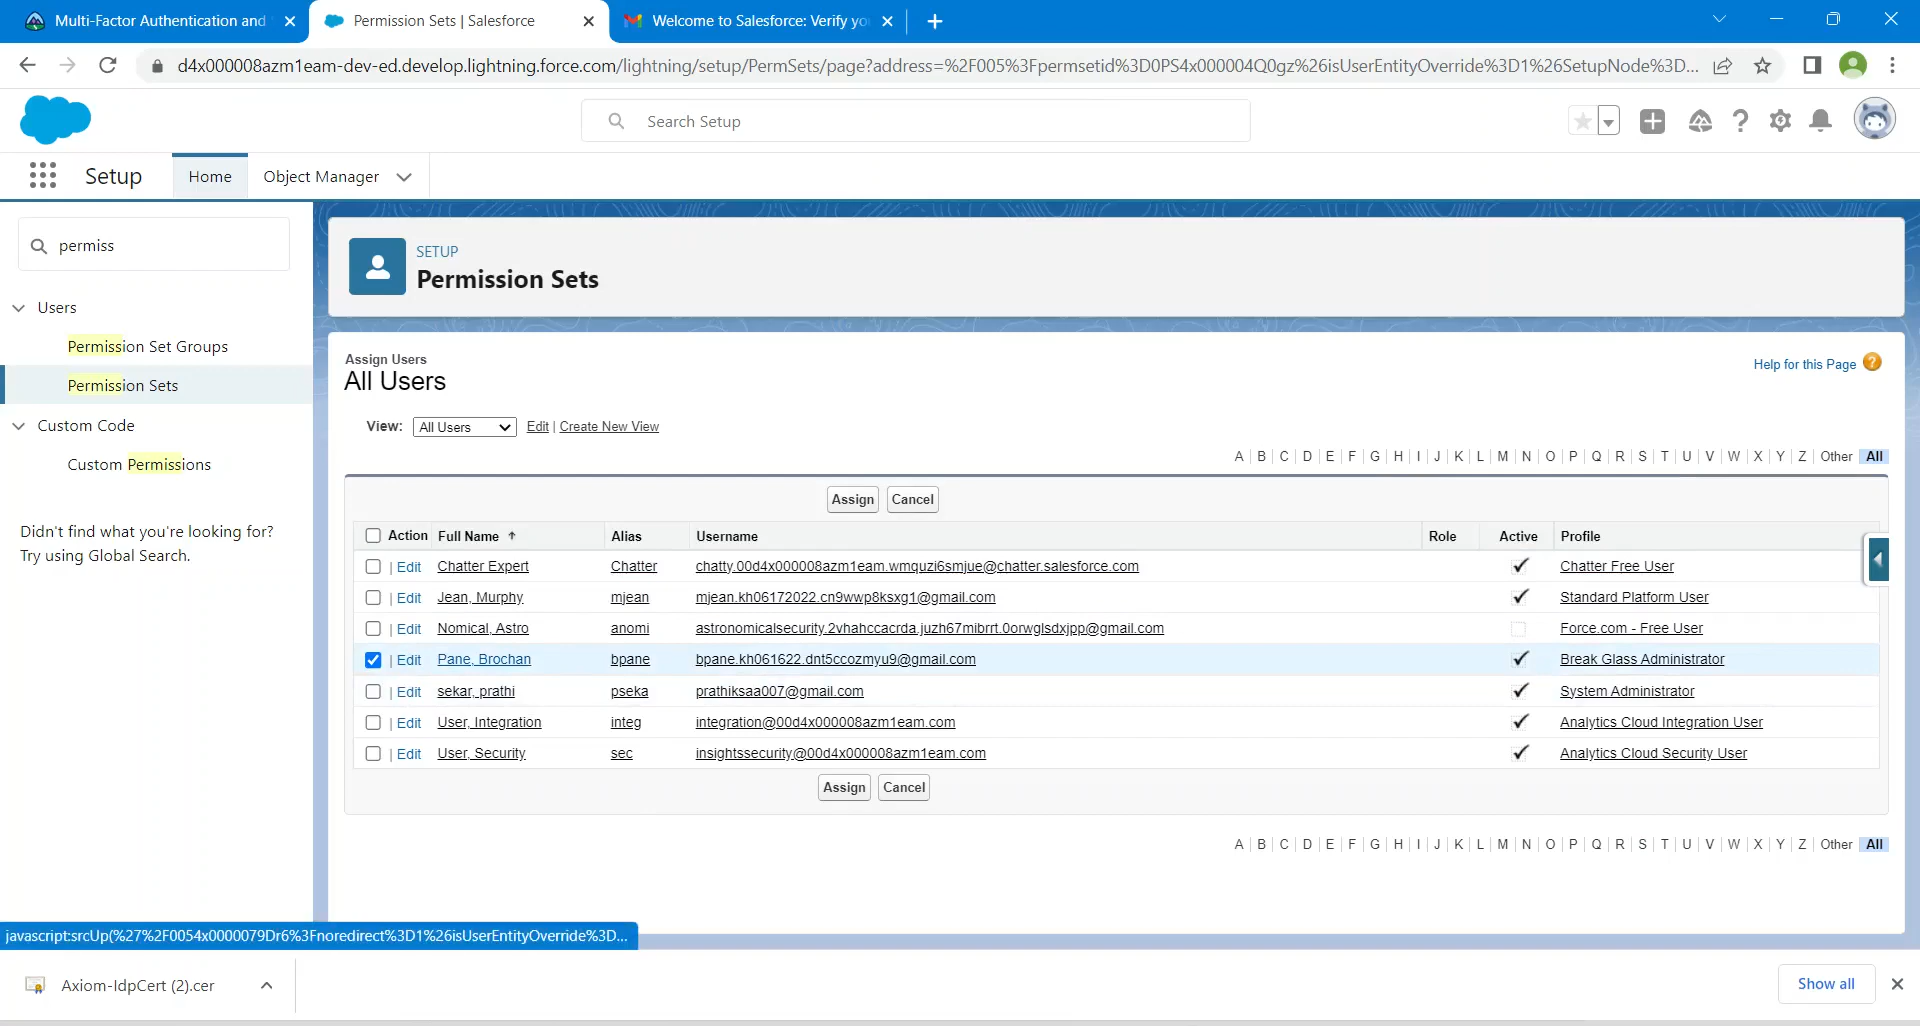 Multi-Factor Authentication and
Permission Sets | Salesforce
Welcome to Salesforce: Verify yo
d4x000008azm1eam-dev-ed.develop.lightning.force.com/lightning/setup/PermSets/page?address=%2F005%3Fpermsetid%3D0PS4x000004Q0gz%26isUserEntityOverride%3D1%26SetupNode%3D...
Search Setup
Setup
Home
Object Manager
permiss
Users
Permission Set Groups
Permission Sets
Custom Code
Custom Permissions
Didn't find what you're looking for?
Try using Global Search.
SETUP
Permission Sets
Assign Users
All Users
Help for this Page ?
View: All Users Edit | Create New View
A | B | C | D | E | F | G | H | I | J | K | L | M | N | O | P | Q | R | S | T | U | V | W | X | Y | Z | Other All
Assign Cancel
Action Full Name Alias Username Role Active Profile
| Edit Chatter Expert Chatter chatty.00d4x000008azm1eam.wmquzi6smjue@chatter.salesforce.com Chatter Free User
| Edit Jean, Murphy mjean mjean.kh06172022.cn9wwp8ksxg1@gmail.com Standard Platform User
| Edit Nomical, Astro anomi astronomicalsecurity.2vhahccacrda.juzh67mibrrt.0orwglsdxjpp@gmail.com Force.com - Free User
| Edit Pane, Brochan bpane bpane.kh061622.dnt5ccozmyu9@gmail.com Break Glass Administrator
| Edit sekar, prathi pseka prathiksaa007@gmail.com System Administrator
| Edit User, Integration integ integration@00d4x000008azm1eam.com Analytics Cloud Integration User
| Edit User, Security sec insightssecurity@00d4x000008azm1eam.com Analytics Cloud Security User
Assign Cancel
A | B | C | D | E | F | G | H | I | J | K | L | M | N | O | P | Q | R | S | T | U | V | W | X | Y | Z | Other All
javascript:srcUp(%27%2F0054x0000079Dr6%3Fnoredirect%3D1%26isUserEntityOverride%3D...
Axiom-IdpCert (2).cer
Show all